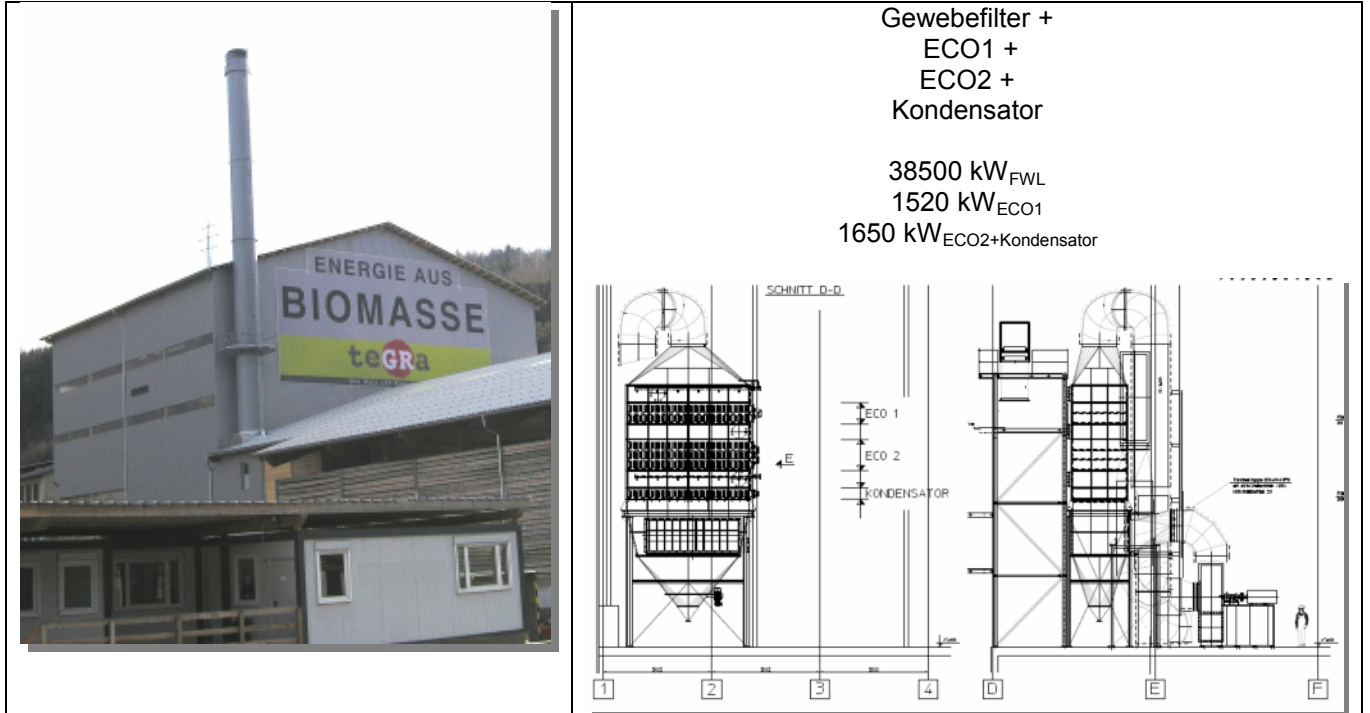 ENERGIE AUS
BIOMASSE
teGRa
Gewebefilter +
ECO1 +
ECO2 +
Kondensator
38500 kWFWL
1520 kWECO1
1650 kWECO2+Kondensator
SCHNITT D-D
ECO 1
ECO 2
E
KONDENSATOR
1 2 3 4 D E F